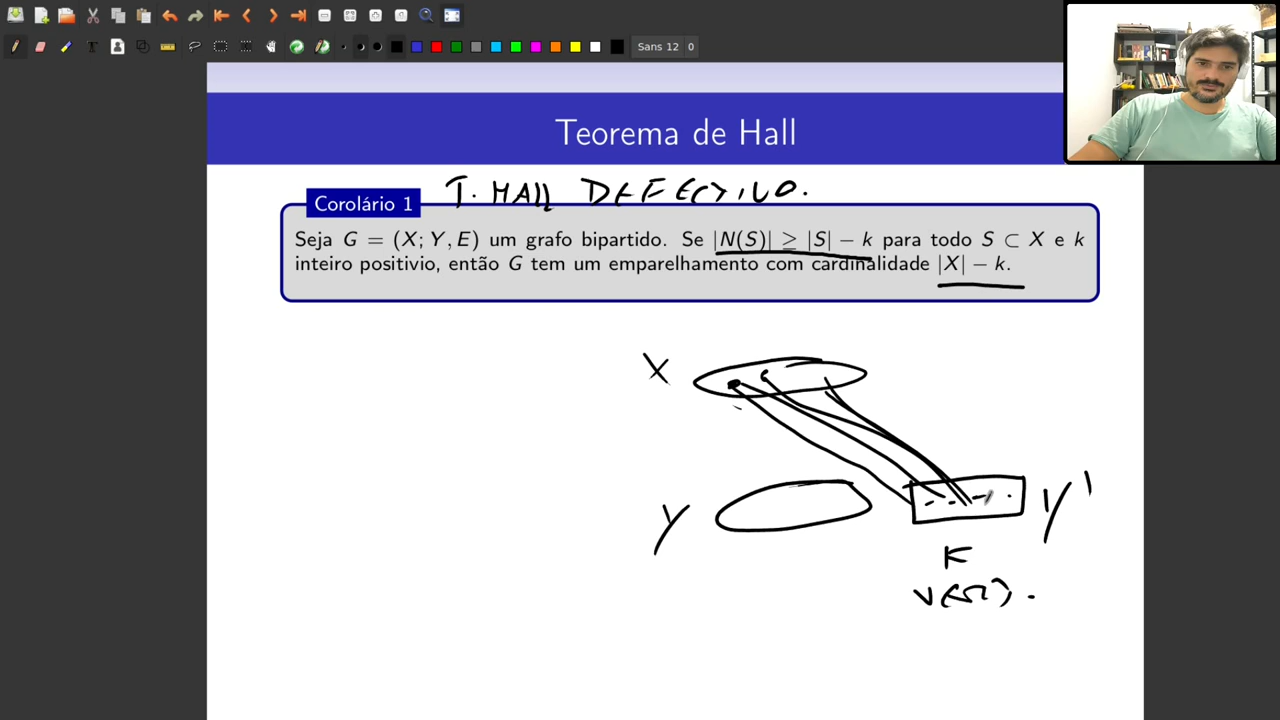 Sans 12 0
Teorema de Hall
T. HALL DEFECTIVO.
Corolário 1
Seja G = (X; Y, E) um grafo bipartido. Se |N(S)| ≥ |S| − k para todo S ⊂ X e k
inteiro positivio, então G tem um emparelhamento com cardinalidade |X| − k.
X
Y
Y'
K